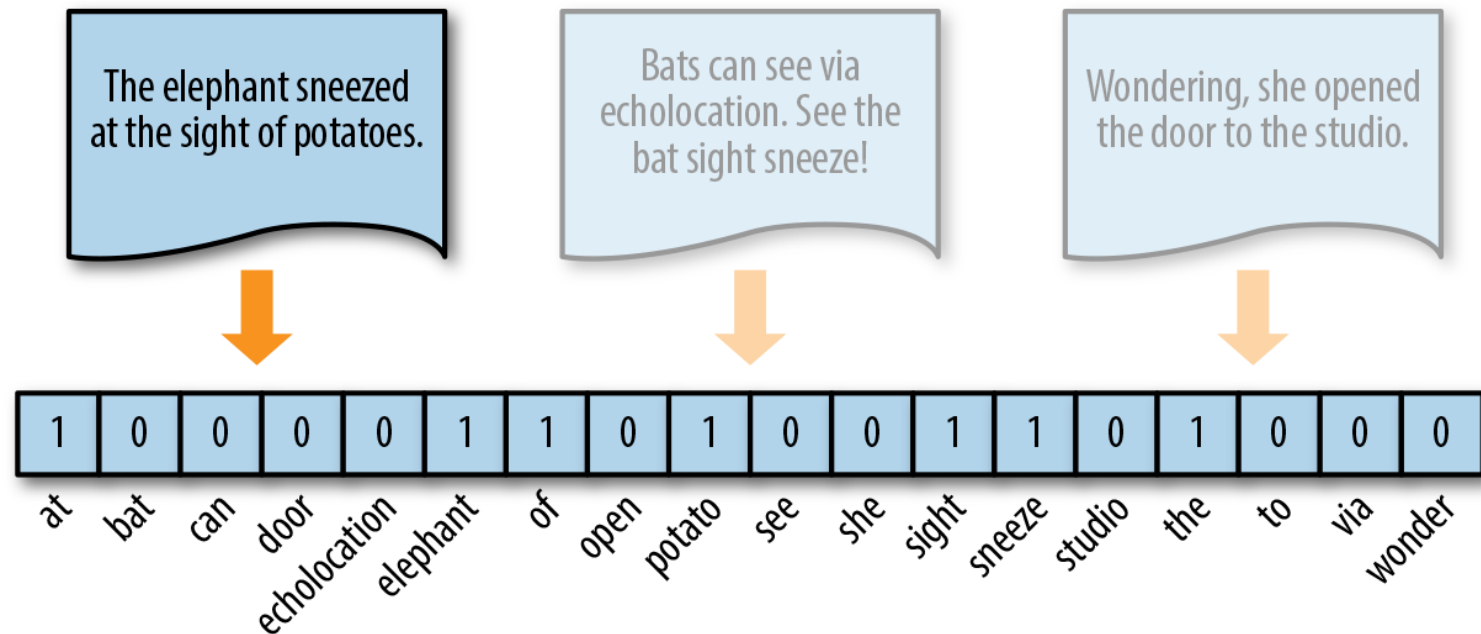 The elephant sneezed
at the sight of potatoes.
Bats can see via
echolocation. See the
bat sight sneeze!
Wondering, she opened
the door to the studio.
1 0 0 0 0 1 1 0 1 0 0 1 1 0 1 0 0 0
at bat can door echolocation elephant of open potato see she sight sneeze studio the to via wonder